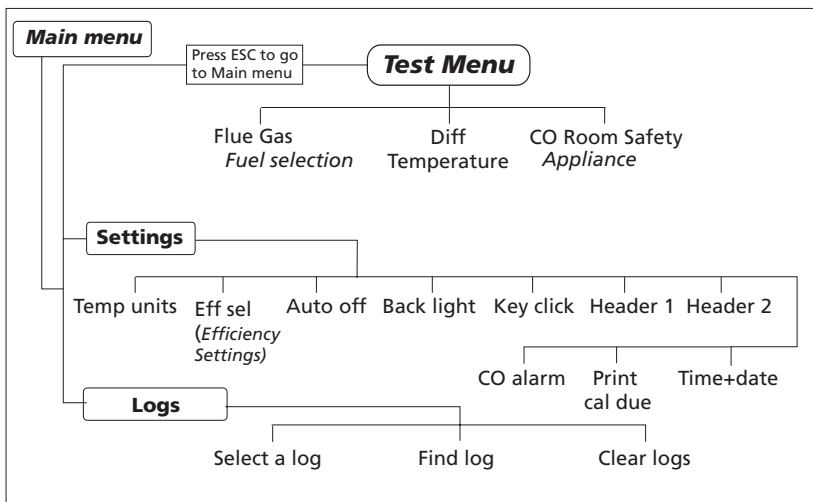 Main menu
Press ESC to go
to Main menu
Test Menu
Flue Gas
Fuel selection
Diff
Temperature
CO Room Safety
Appliance
Settings
Temp units
Eff sel
(Efficiency
Settings)
Auto off
Back light
Key click
Header 1
Header 2
CO alarm
Print
cal due
Time+date
Logs
Select a log
Find log
Clear logs